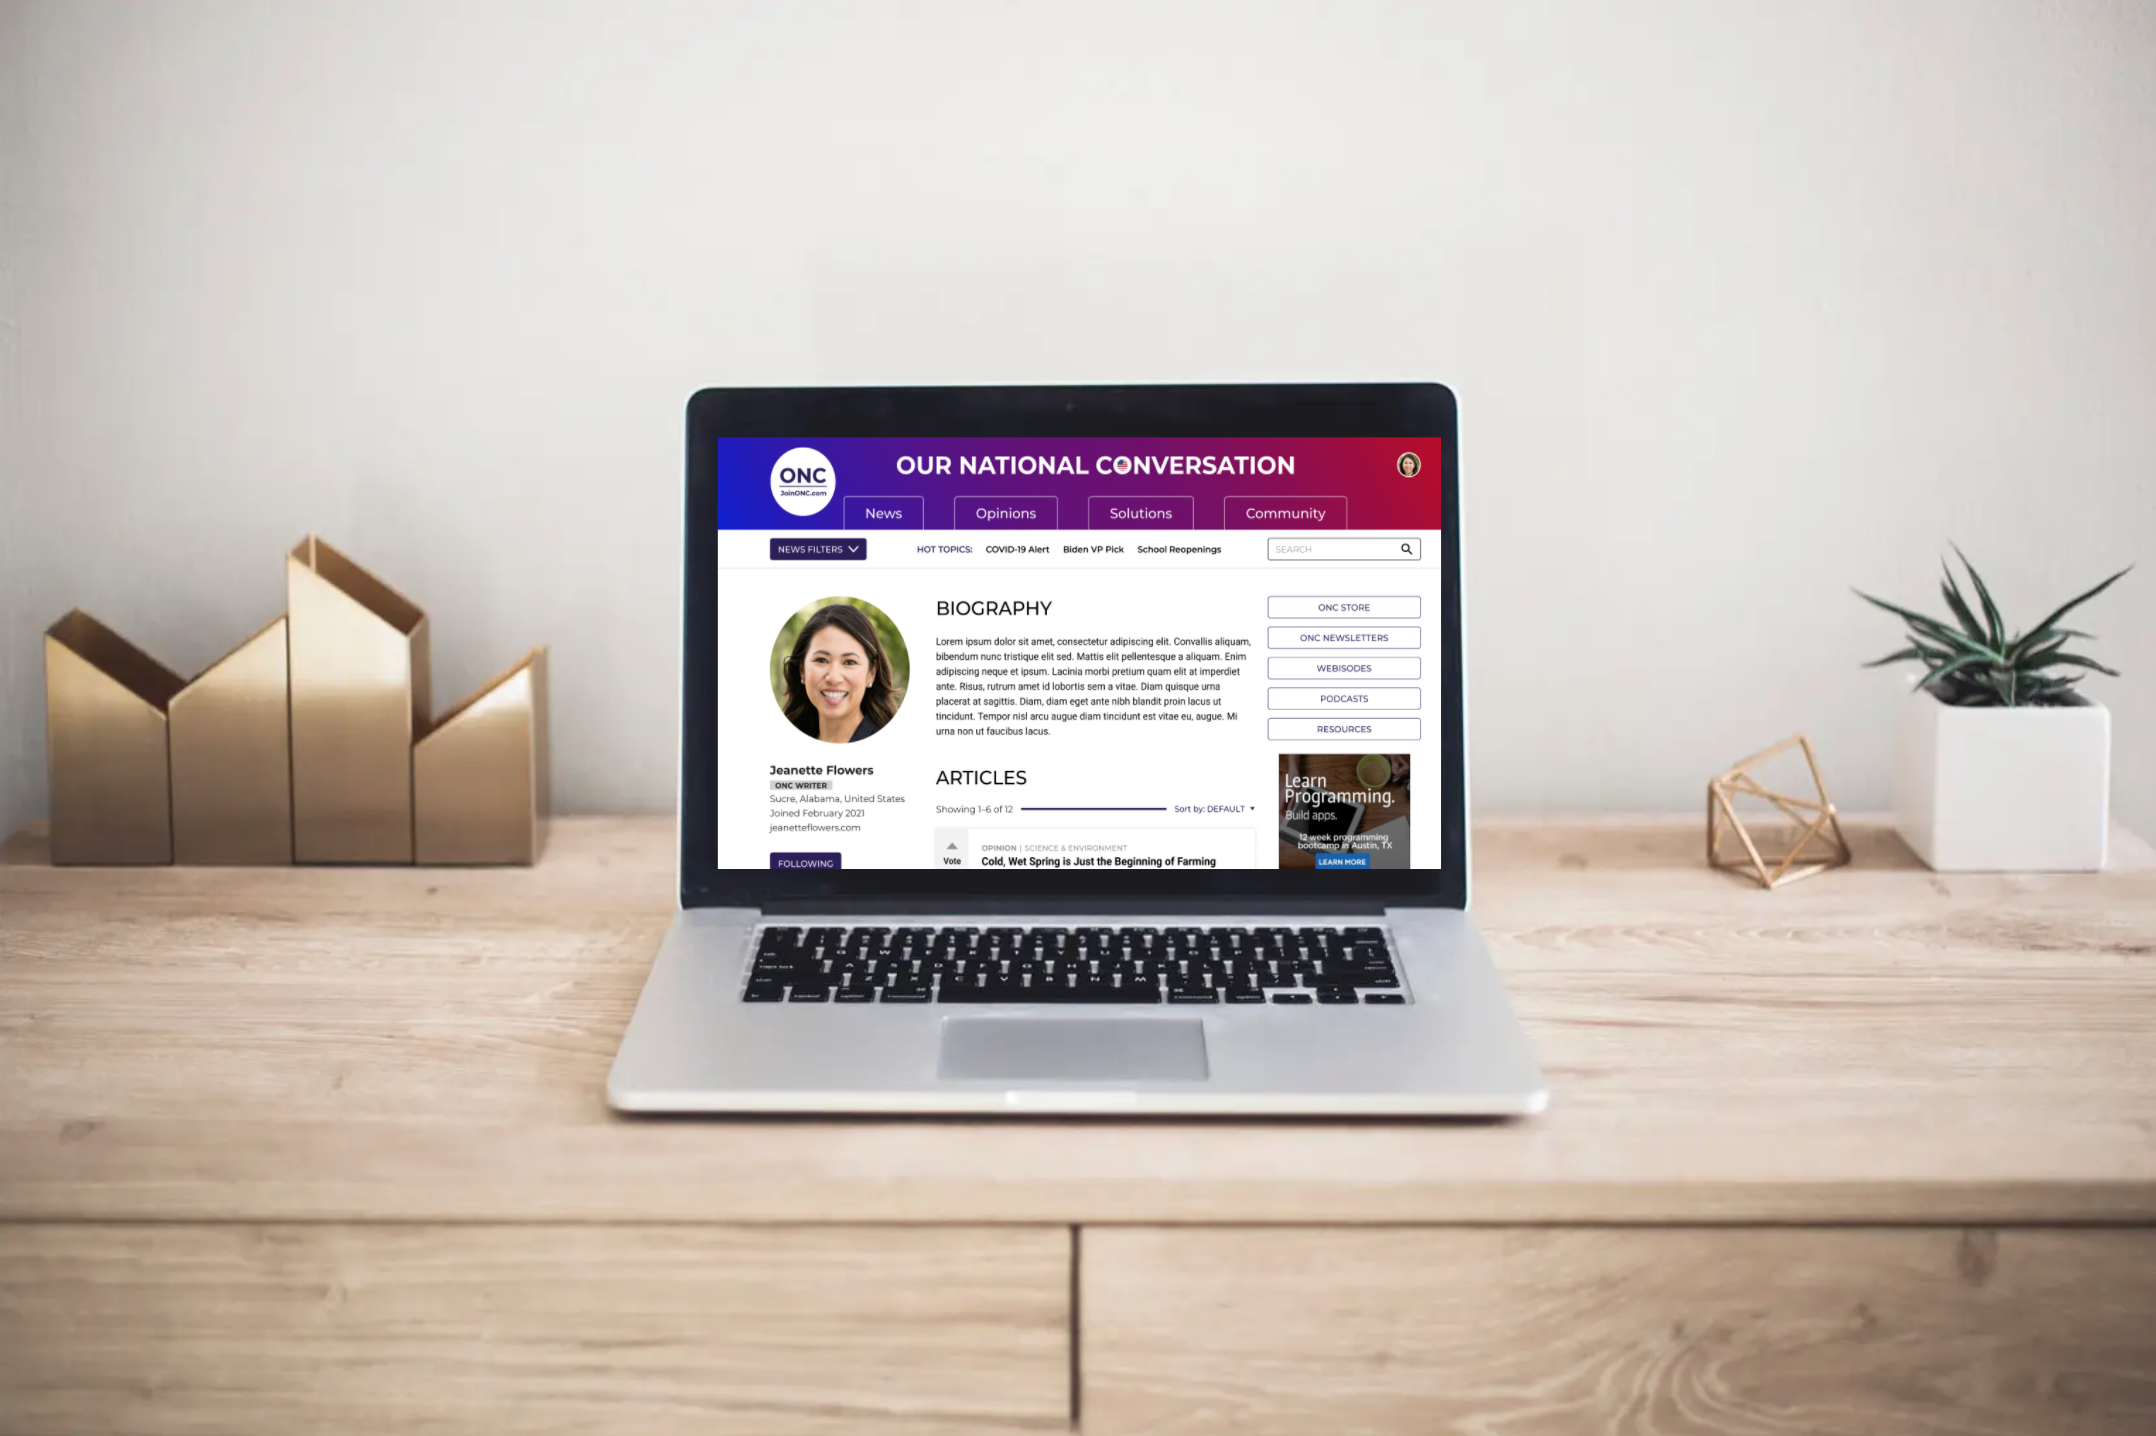 ONC
JoinONC.com
OUR NATIONAL CONVERSATION
News
Opinions
Solutions
Community
NEWS FILTERS
HOT TOPICS: COVID-19 Alert Biden VP Pick School Reopenings
SEARCH
Jeanette Flowers
ONC WRITER
Sucre, Alabama, United States
Joined February 2021
jeanetteflowers.com
FOLLOWING
BIOGRAPHY
Lorem ipsum dolor sit amet, consectetur adipiscing elit. Convallis aliquam,
bibendum nunc tristique elit sed. Mattis elit pellentesque a aliquam. Enim
adipiscing neque et ipsum. Lacinia morbi pretium quam elit at imperdiet
ante. Risus, rutrum amet id lobortis sem a vitae. Diam quisque urna
placerat at sagittis. Diam, diam eget ante nibh blandit proin lacus ut
tincidunt. Tempor nisl arcu augue diam tincidunt est vitae eu, augue. Mi
urna non ut faucibus lacus.
ARTICLES
Showing 1–6 of 12
Sort by: DEFAULT
Vote
OPINION | SCIENCE & ENVIRONMENT
Cold, Wet Spring is Just the Beginning of Farming
ONC STORE
ONC NEWSLETTERS
WEBISODES
PODCASTS
RESOURCES
Learn
Programming.
Build apps.
12 week programming
bootcamp in Austin, TX
LEARN MORE